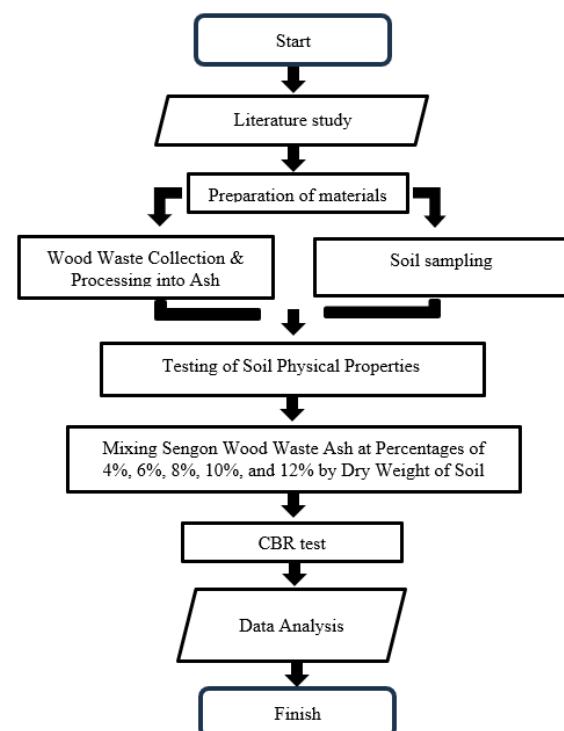 Start
Literature study
Preparation of materials
Wood Waste Collection &
Processing into Ash
Soil sampling
Testing of Soil Physical Properties
Mixing Sengon Wood Waste Ash at Percentages of
4%, 6%, 8%, 10%, and 12% by Dry Weight of Soil
CBR test
Data Analysis
Finish